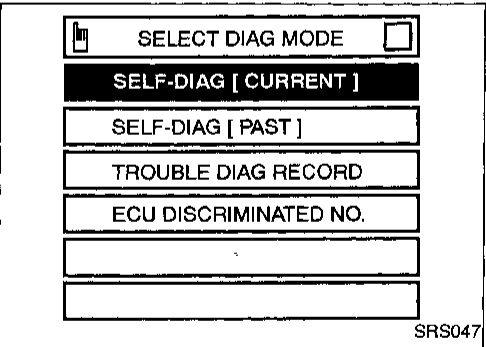 SELECT DIAG MODE
SELF-DIAG [ CURRENT ]
SELF-DIAG [ PAST ]
TROUBLE DIAG RECORD
ECU DISCRIMINATED NO.
SRS047